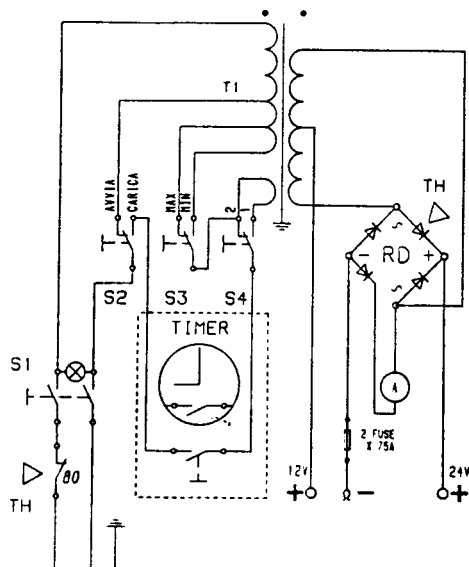 T1
AVVIA
CARICA
MAX
MIN
2
1
TH
- RD +
S2
S3
S4
TIMER
S1
A
80
2 FUSE
X 75A
TH
12V
24V
+
-
+